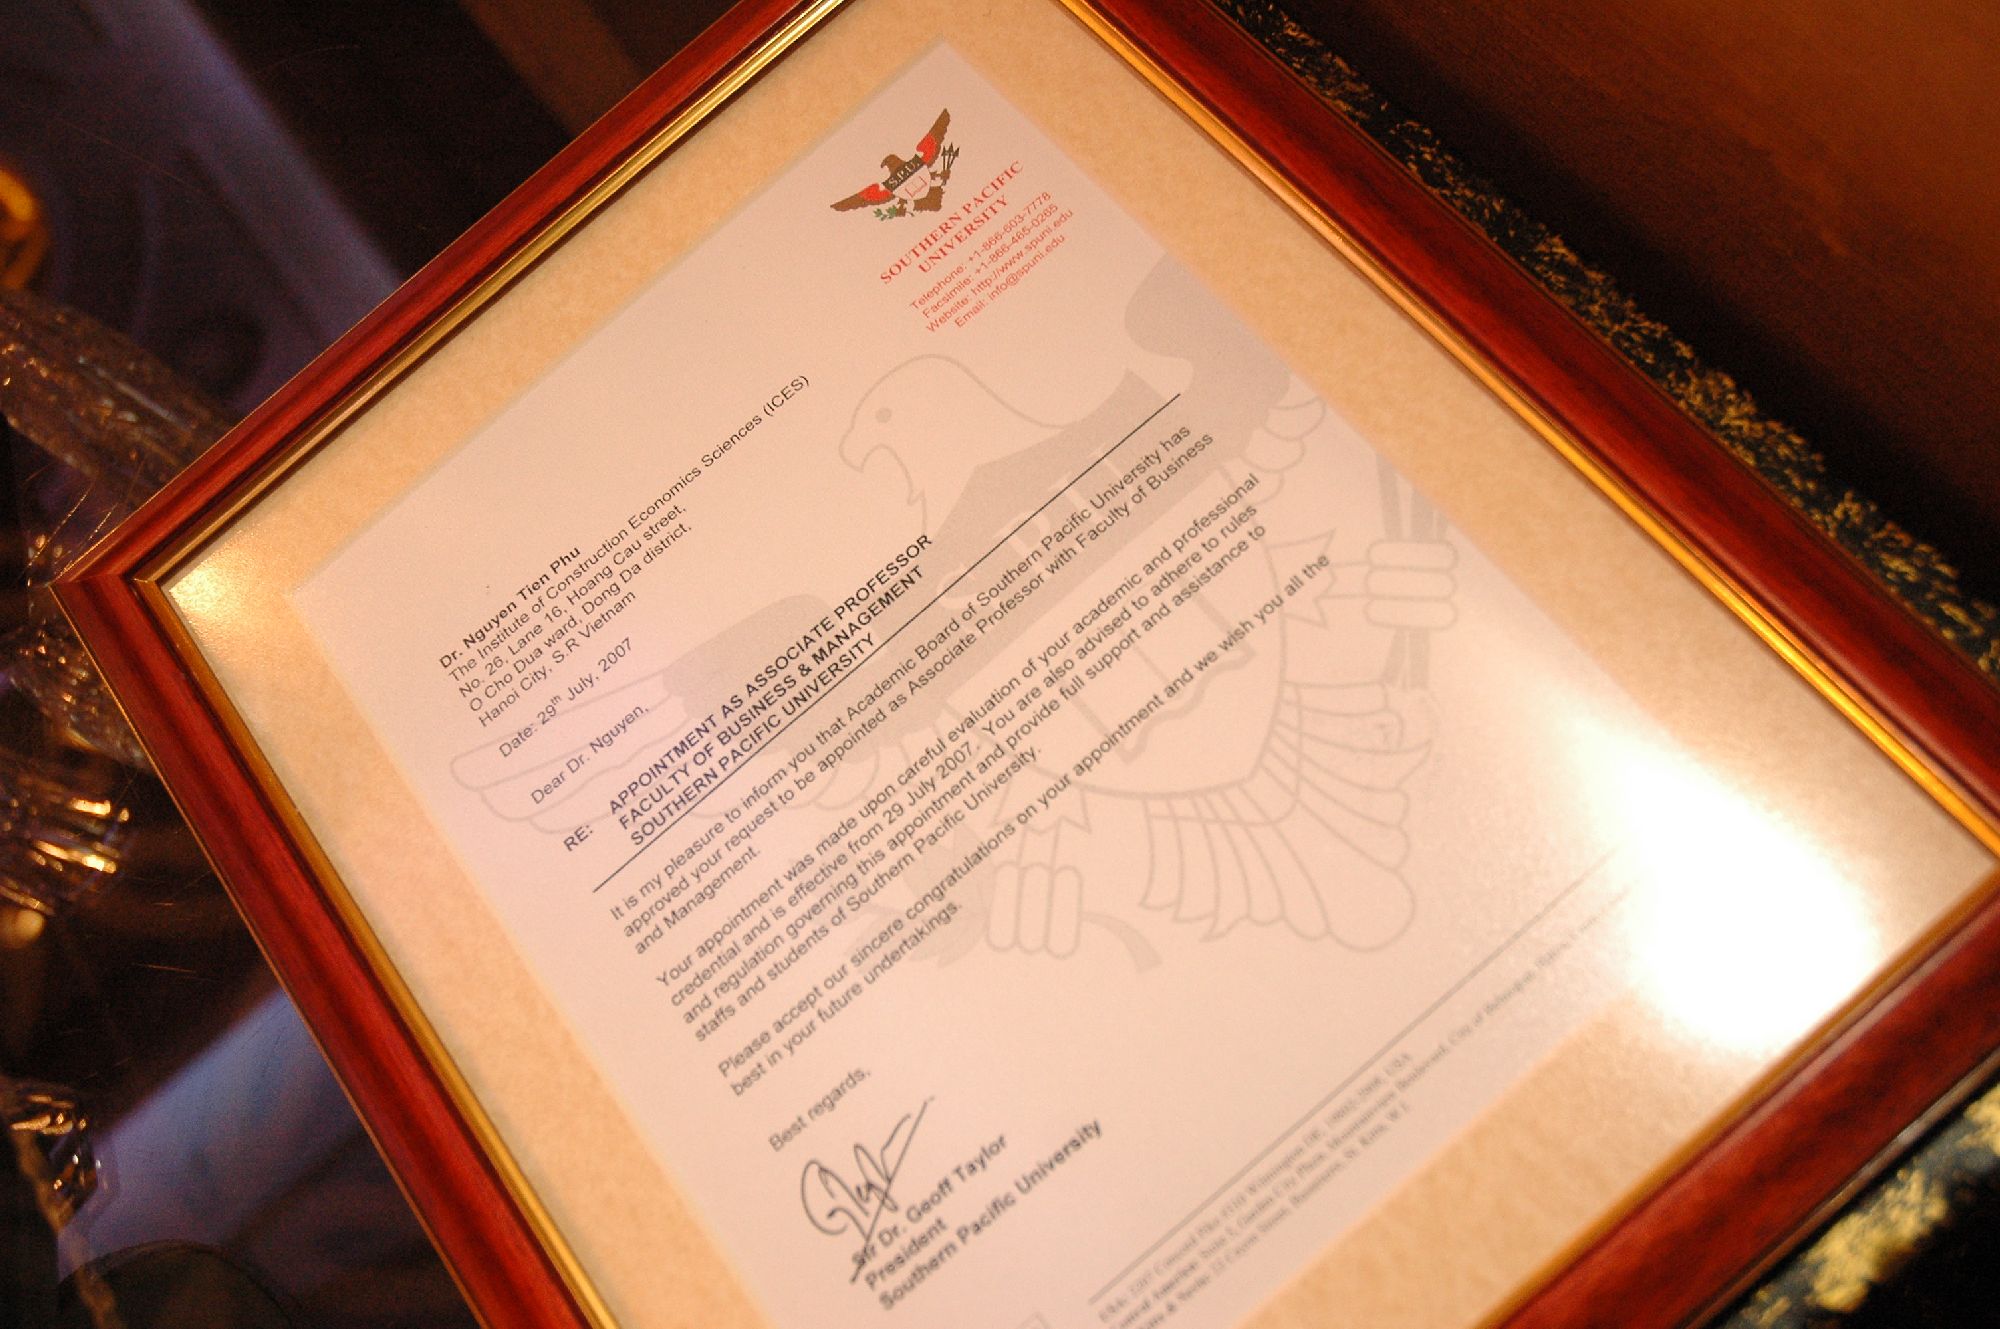 S.P.U.
SOUTHERN PACIFIC
UNIVERSITY
Telephone: +1-866-603-7778
Facsimile: +1-866-465-0265
Website: http://www.spuni.edu
Email: info@spuni.edu
Dr. Nguyen Tien Phu
The Institute of Construction Economics Sciences (ICES)
No. 26, Lane 16, Hoang Cau street,
O Cho Dua ward, Dong Da district,
Hanoi City, S.R Vietnam
Date: 29th July, 2007
Dear Dr. Nguyen,
RE: APPOINTMENT AS ASSOCIATE PROFESSOR
FACULTY OF BUSINESS & MANAGEMENT
SOUTHERN PACIFIC UNIVERSITY
It is my pleasure to inform you that Academic Board of Southern Pacific University has
approved your request to be appointed as Associate Professor with Faculty of Business
and Management.
Your appointment was made upon careful evaluation of your academic and professional
credential and is effective from 29 July 2007. You are also advised to adhere to rules
and regulation governing this appointment and provide full support and assistance to
staffs and students of Southern Pacific University.
Please accept our sincere congratulations on your appointment and we wish you all the
best in your future undertakings.
Best regards,
Sir Dr. Geoff Taylor
President
Southern Pacific University